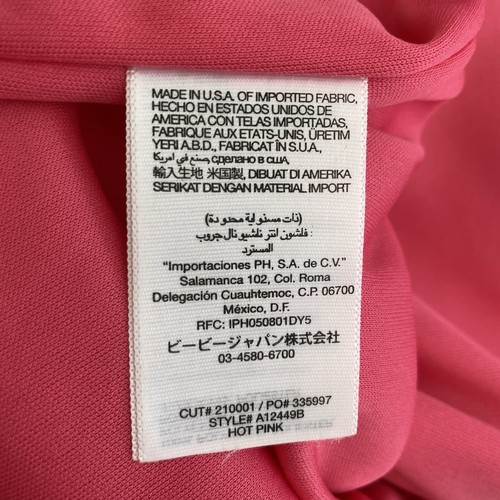 MADE IN U.S.A. OF IMPORTED FABRIC,
HECHO EN ESTADOS UNIDOS DE
AMERICA CON TELAS IMPORTADAS,
FABRIQUE AUX ETATS-UNIS, ÜRETIM
YERI A.B.D., FABRICAT ÎN S.U.A.,
صنع في امريكا, сделано в сша,
輸入生地 米国製, DIBUAT DI AMERIKA
SERIKAT DENGAN MATERIAL IMPORT
(ذات مسئولية محدودة)
فلشون انتر ناشيو نال جروب
المسترد
“Importaciones PH, S.A. de C.V.”
Salamanca 102, Col. Roma
Delegación Cuauhtemoc, C.P. 06700
México, D.F.
RFC: IPH050801DY5
ビービージャパン株式会社
03-4580-6700
CUT# 210001 / PO# 335997
STYLE# A12449B
HOT PINK